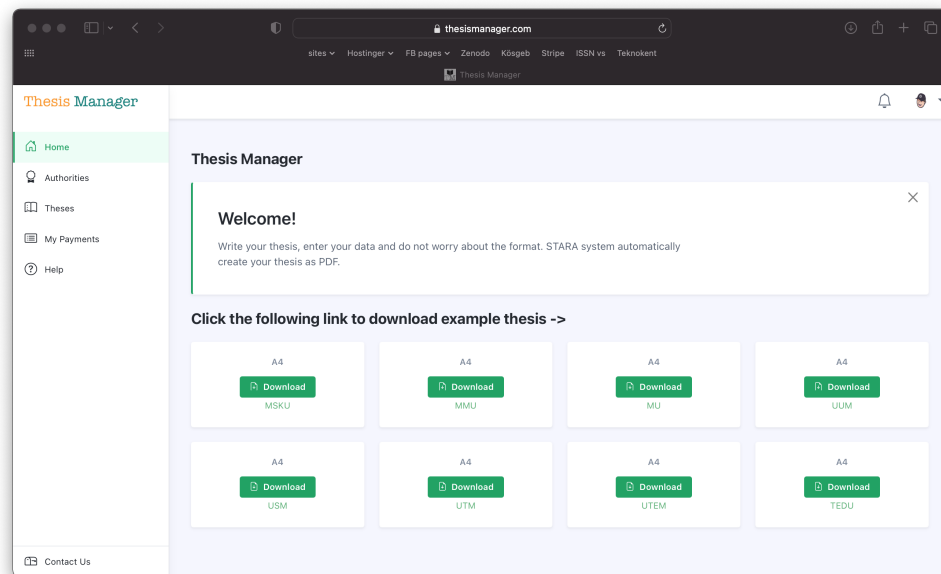 thesismanager.com
sites Hostinger FB pages Zenodo Kösgeb Stripe ISSN vs Teknokent
Thesis Manager
Thesis Manager
Home
Authorities
Theses
My Payments
Help
Contact Us
Thesis Manager
Welcome!
Write your thesis, enter your data and do not worry about the format. STARA system automatically
create your thesis as PDF.
Click the following link to download example thesis ->
A4 A4 A4 A4
Download Download Download Download
MSKU MMU MU UUM
A4 A4 A4 A4
Download Download Download Download
USM UTM UTEM TEDU